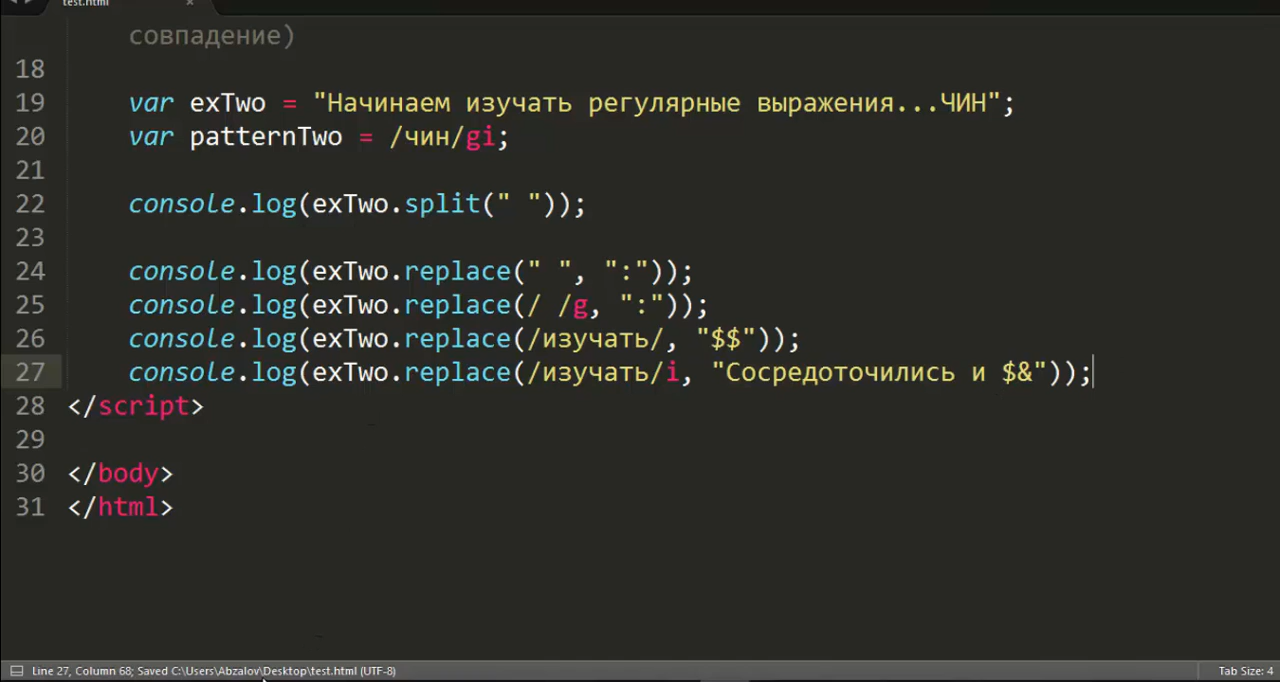 test.html ×
совпадение)
18
19 var exTwo = "Начинаем изучать регулярные выражения...ЧИН";
20 var patternTwo = /чин/gi;
21
22 console.log(exTwo.split(" "));
23
24 console.log(exTwo.replace(" ", ":"));
25 console.log(exTwo.replace(/ /g, ":"));
26 console.log(exTwo.replace(/изучать/, "$$"));
27 console.log(exTwo.replace(/изучать/i, "Сосредоточились и $&"));
28 </script>
29
30 </body>
31 </html>
Line 27, Column 68; Saved C:\Users\Abzalov\Desktop\test.html (UTF-8) Tab Size: 4